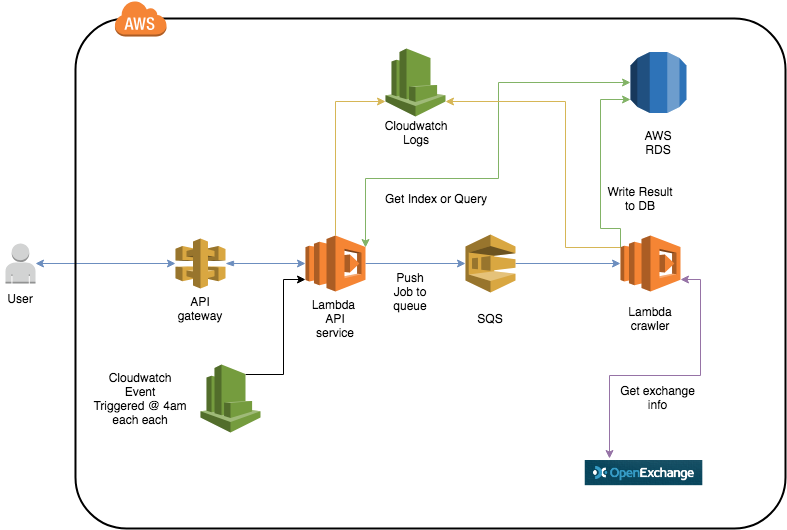 AWS
Cloudwatch
Logs
AWS
RDS
Get Index or Query
Write Result
to DB
User
API
gateway
Lambda
API
service
Push
Job to
queue
SQS
Lambda
crawler
Cloudwatch
Event
Triggered @ 4am
each each
Get exchange
info
OpenExchange